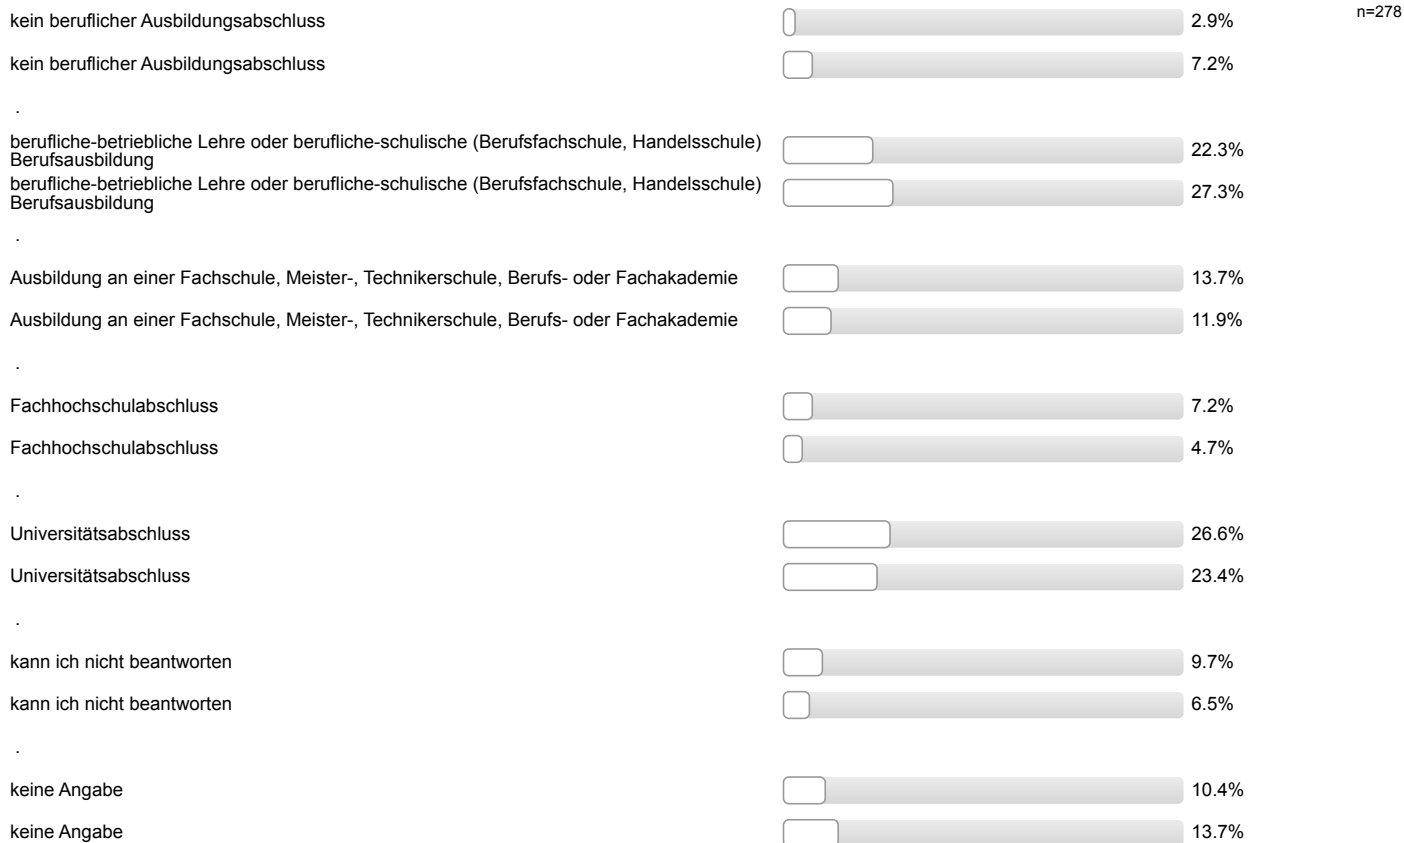 kein beruflicher Ausbildungsabschluss 2.9% n=278
kein beruflicher Ausbildungsabschluss 7.2%
.
berufliche-betriebliche Lehre oder berufliche-schulische (Berufsfachschule, Handelsschule)
Berufsausbildung 22.3%
berufliche-betriebliche Lehre oder berufliche-schulische (Berufsfachschule, Handelsschule)
Berufsausbildung 27.3%
.
Ausbildung an einer Fachschule, Meister-, Technikerschule, Berufs- oder Fachakademie 13.7%
Ausbildung an einer Fachschule, Meister-, Technikerschule, Berufs- oder Fachakademie 11.9%
.
Fachhochschulabschluss 7.2%
Fachhochschulabschluss 4.7%
.
Universitätsabschluss 26.6%
Universitätsabschluss 23.4%
.
kann ich nicht beantworten 9.7%
kann ich nicht beantworten 6.5%
.
keine Angabe 10.4%
keine Angabe 13.7%